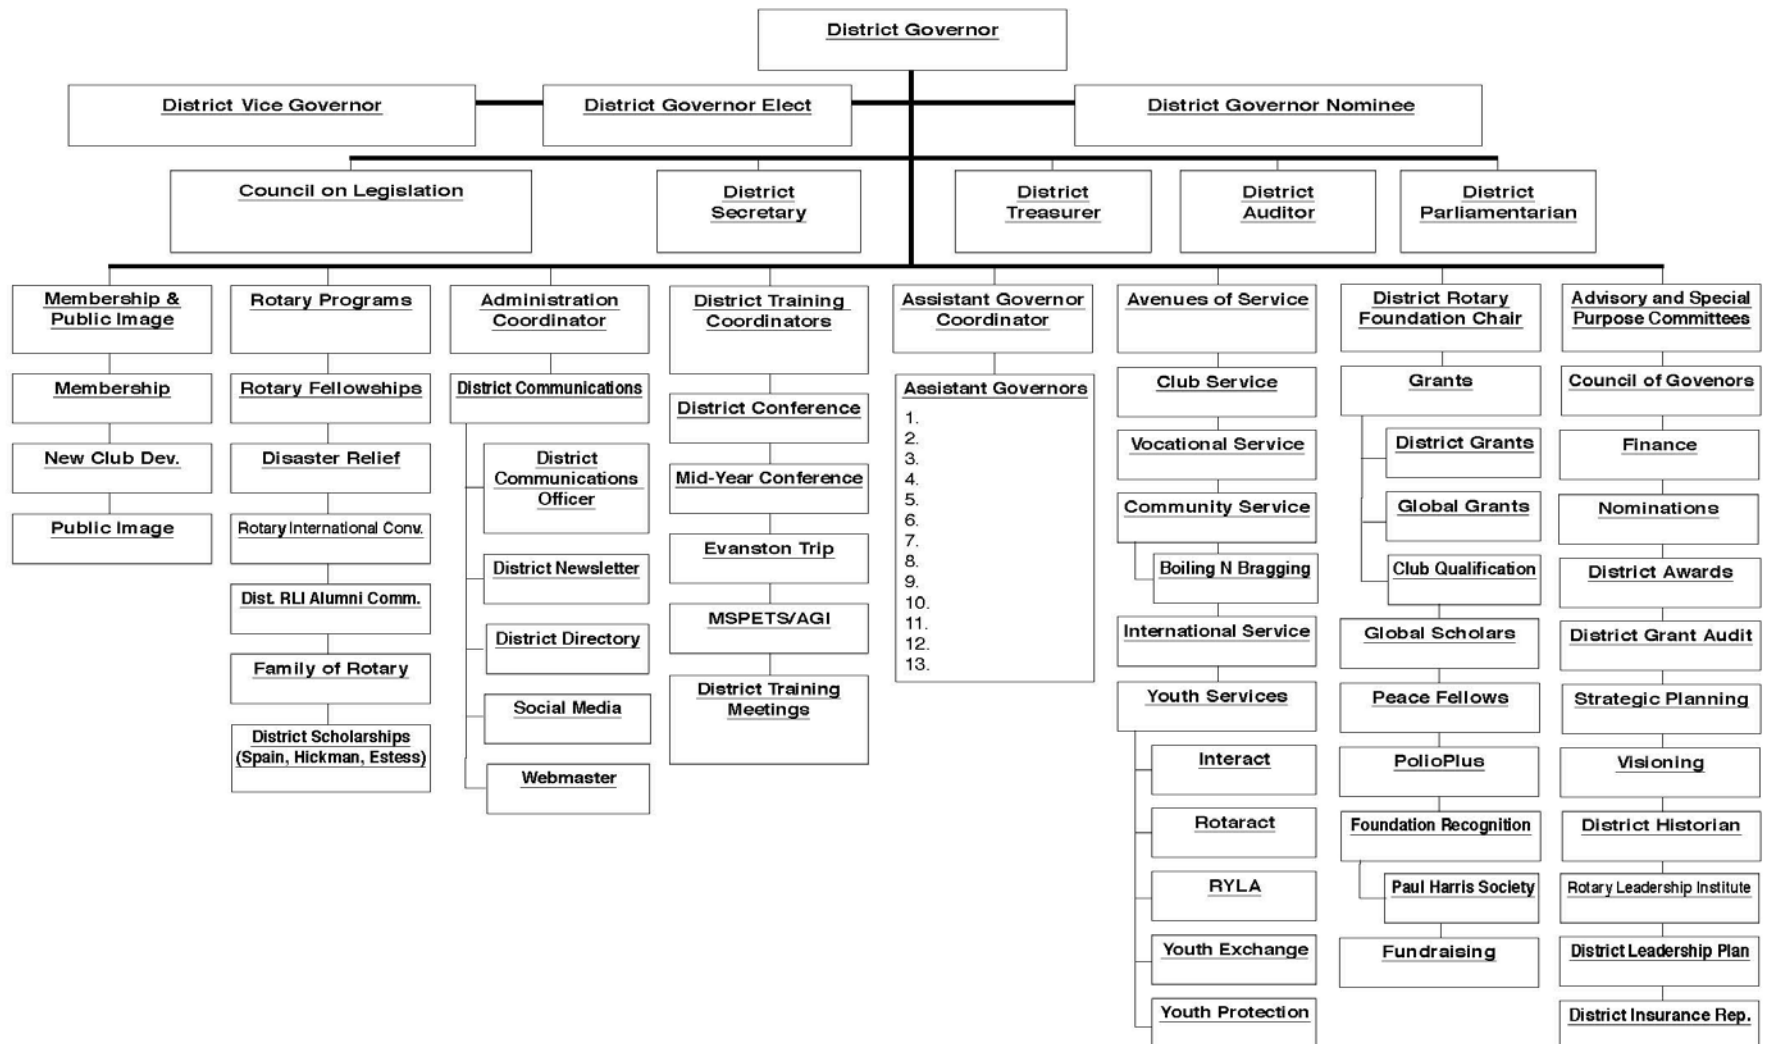 District Governor
District Vice Governor
District Governor Elect
District Governor Nominee
Council on Legislation
District
Secretary
District
Treasurer
District
Auditor
District
Parliamentarian
Membership &
Public Image
Membership
New Club Dev.
Public Image
Rotary Programs
Rotary Fellowships
Disaster Relief
Rotary International Conv.
Dist. RLI Alumni Comm.
Family of Rotary
District Scholarships
(Spain, Hickman, Estess)
Administration
Coordinator
District Communications
District
Communications
Officer
District Newsletter
District Directory
Social Media
Webmaster
District Training
Coordinators
District Conference
Mid-Year Conference
Evanston Trip
MSPETS/AGI
District Training
Meetings
Assistant Governor
Coordinator
Assistant Governors
1.
2.
3.
4.
5.
6.
7.
8.
9.
10.
11.
12.
13.
Avenues of Service
Club Service
Vocational Service
Community Service
Boiling N Bragging
International Service
Youth Services
Interact
Rotaract
RYLA
Youth Exchange
Youth Protection
District Rotary
Foundation Chair
Grants
District Grants
Global Grants
Club Qualification
Global Scholars
Peace Fellows
PolioPlus
Foundation Recognition
Paul Harris Society
Fundraising
Advisory and Special
Purpose Committees
Council of Govenors
Finance
Nominations
District Awards
District Grant Audit
Strategic Planning
Visioning
District Historian
Rotary Leadership Institute
District Leadership Plan
District Insurance Rep.